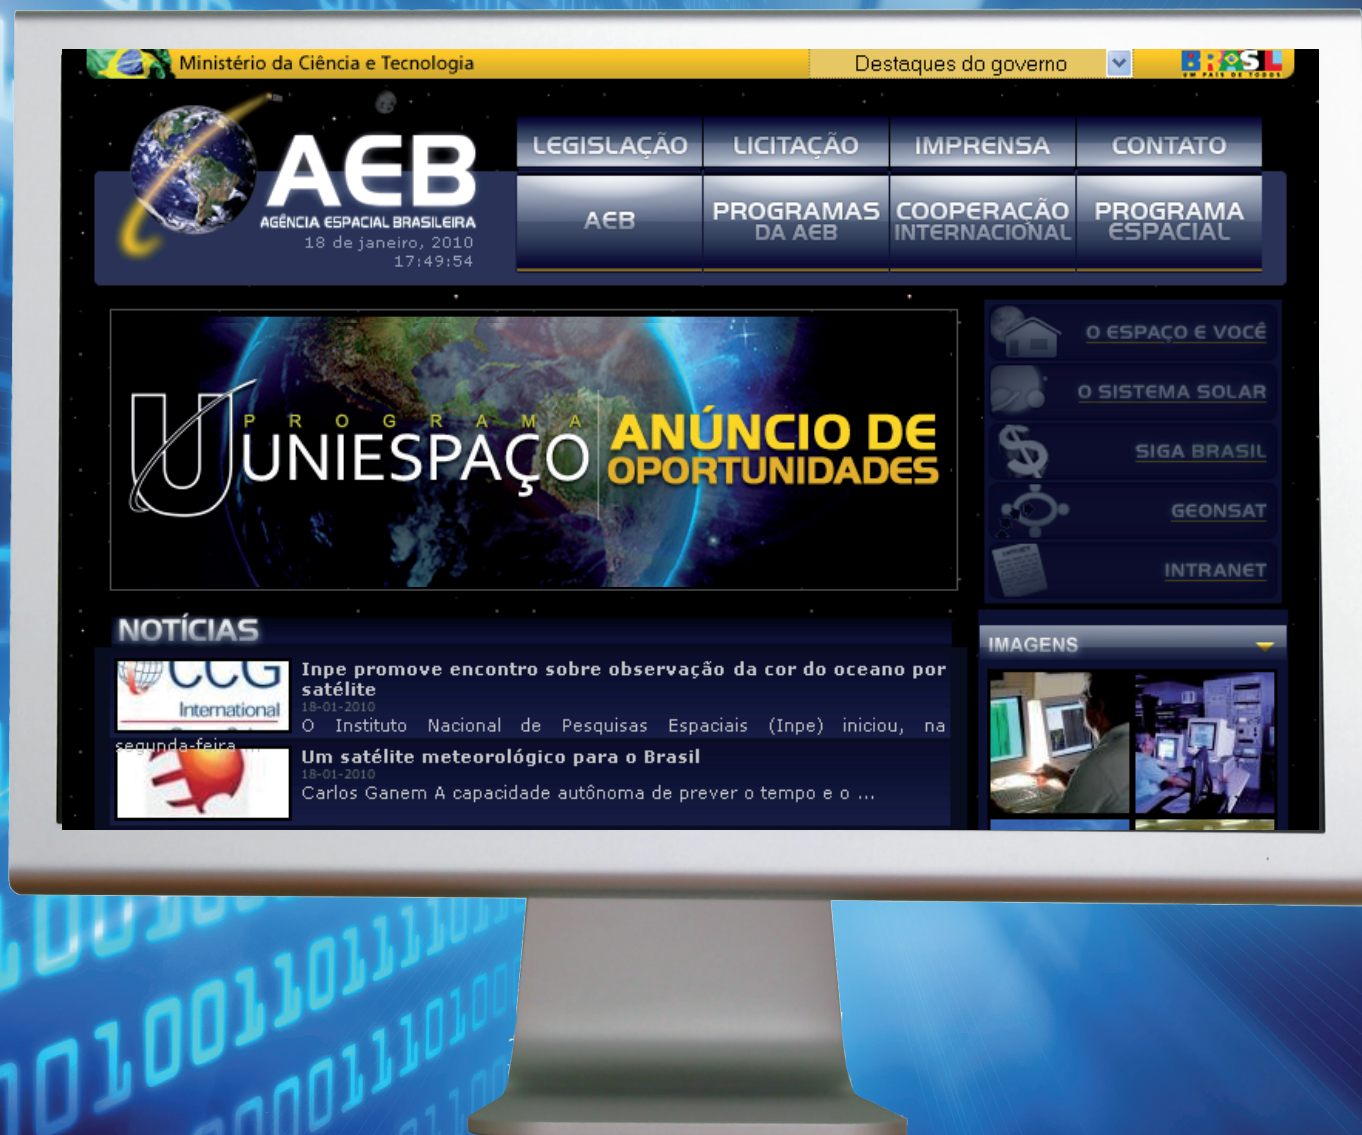 Ministério da Ciência e Tecnologia
Destaques do governo
BRASIL
UM PAÍS DE TODOS
AEB
AGÊNCIA ESPACIAL BRASILEIRA
18 de janeiro, 2010
17:49:54
LEGISLAÇÃO
LICITAÇÃO
IMPRENSA
CONTATO
AEB
PROGRAMAS
DA AEB
COOPERAÇÃO
INTERNACIONAL
PROGRAMA
ESPACIAL
PROGRAMA
UNIESPAÇO
ANÚNCIO DE
OPORTUNIDADES
O ESPAÇO E VOCÊ
O SISTEMA SOLAR
SIGA BRASIL
GEONSAT
INTRANET
NOTÍCIAS
CCG
International
Inpe promove encontro sobre observação da cor do oceano por
satélite
18-01-2010
O Instituto Nacional de Pesquisas Espaciais (Inpe) iniciou, na
segunda-feira ...
Um satélite meteorológico para o Brasil
18-01-2010
Carlos Ganem A capacidade autônoma de prever o tempo e o ...
IMAGENS